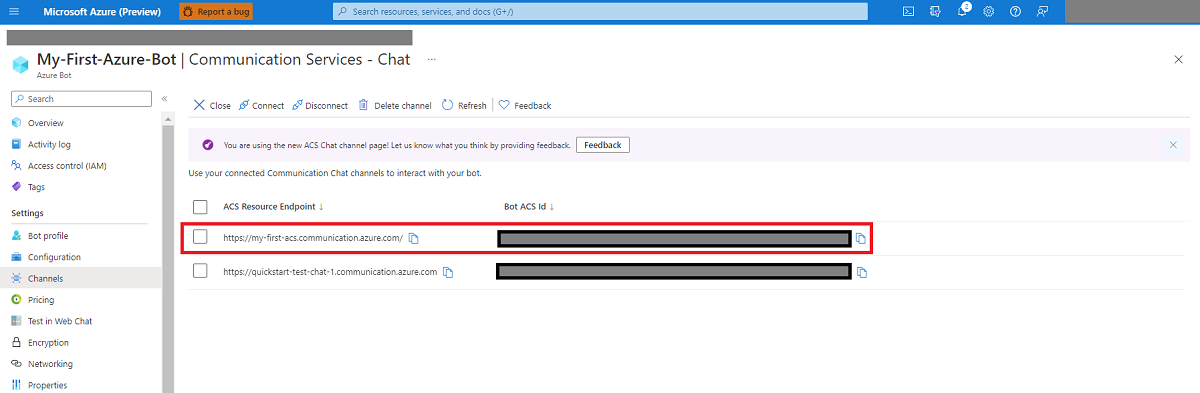 Microsoft Azure (Preview) Report a bug Search resources, services, and docs (G+/) 2
My-First-Azure-Bot | Communication Services - Chat ...
Azure Bot
Search «
Close Connect Disconnect Delete channel Refresh Feedback
Overview
Activity log
Access control (IAM)
Tags
Settings
Bot profile
Configuration
Channels
Pricing
Test in Web Chat
Encryption
Networking
Properties
You are using the new ACS Chat channel page! Let us know what you think by providing feedback. Feedback
Use your connected Communication Chat channels to interact with your bot.
ACS Resource Endpoint ↓ Bot ACS Id ↓
https://my-first-acs.communication.azure.com/
https://quickstart-test-chat-1.communication.azure.com